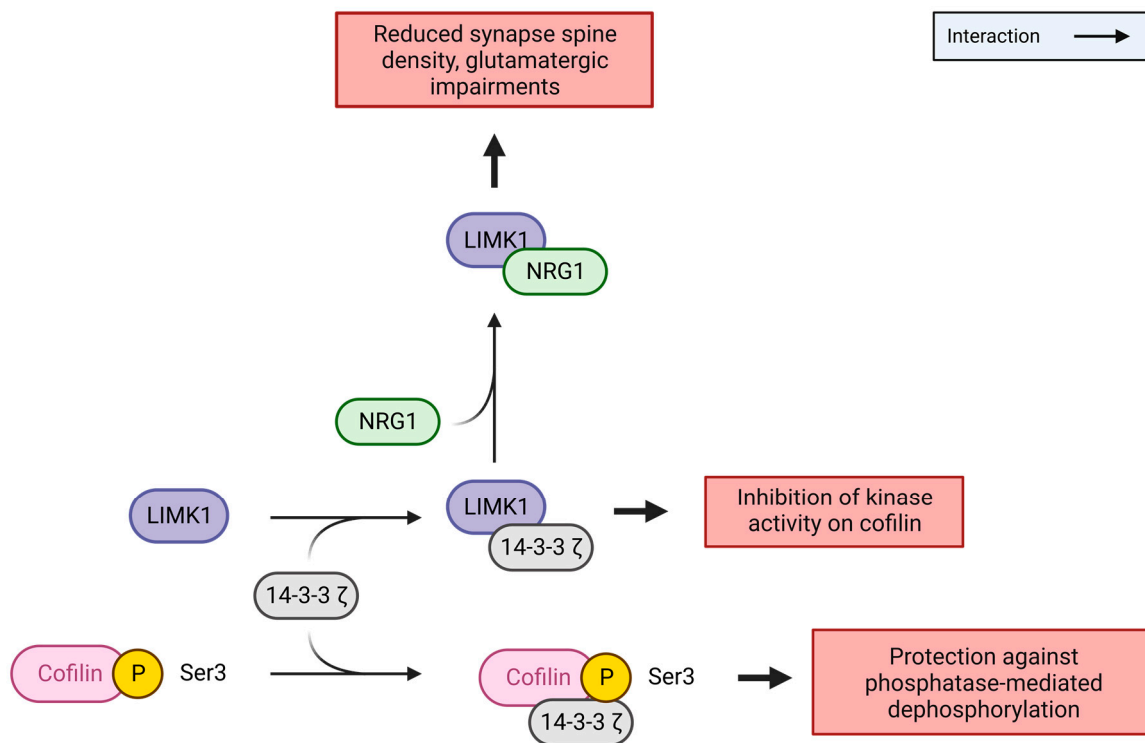 Reduced synapse spine
density, glutamatergic
impairments
Interaction
LIMK1
NRG1
NRG1
LIMK1
LIMK1
14-3-3 ζ
Inhibition of kinase
activity on cofilin
14-3-3 ζ
Cofilin P Ser3
Cofilin P Ser3
14-3-3 ζ
Protection against
phosphatase-mediated
dephosphorylation